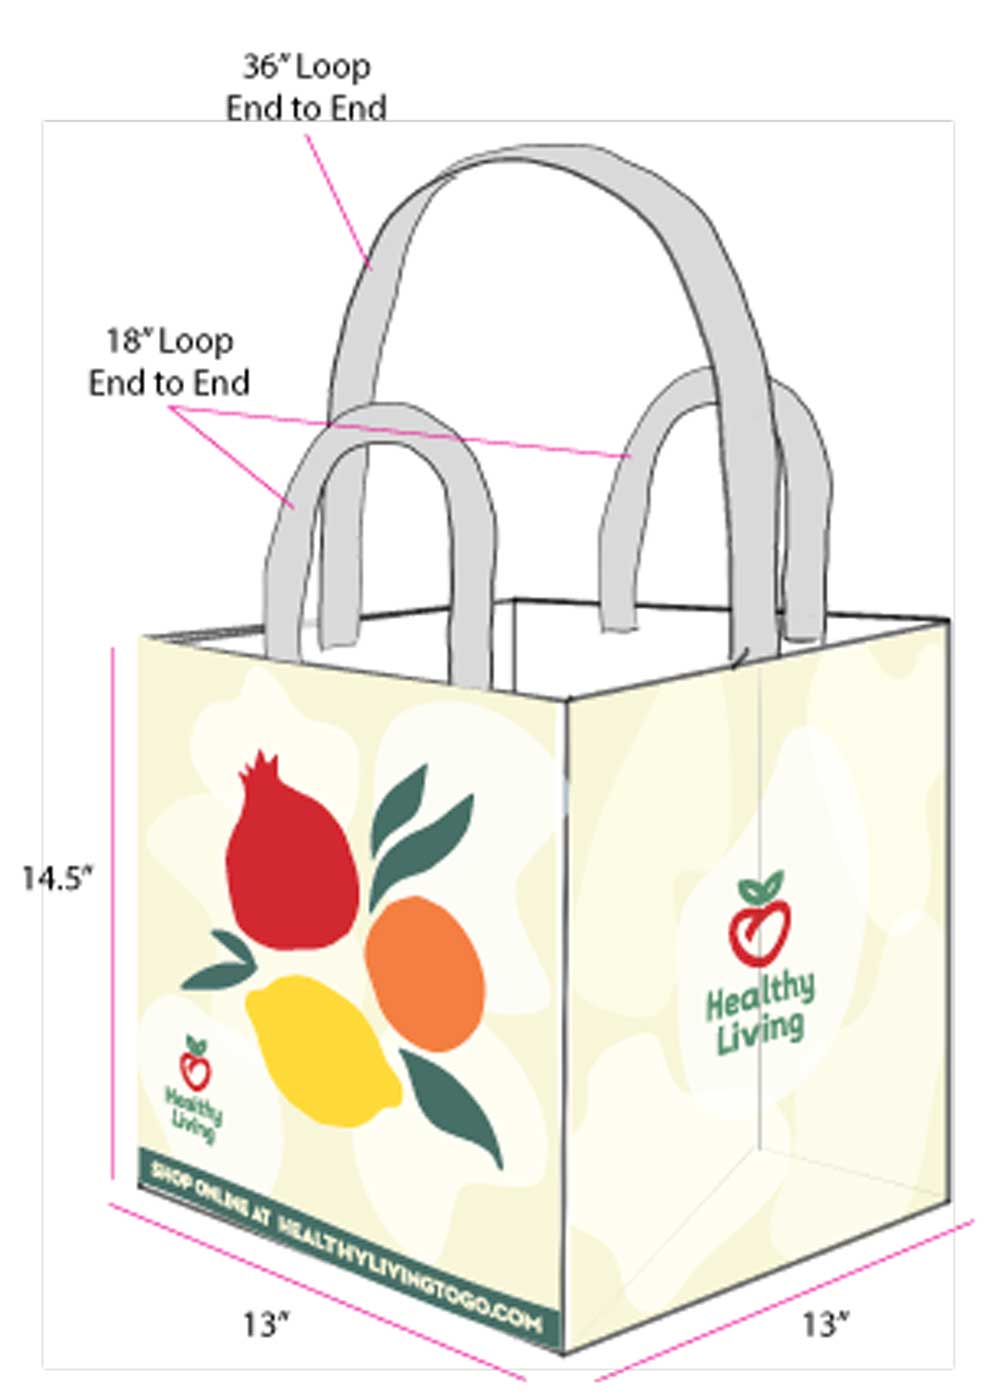 36" Loop
End to End
18" Loop
End to End
14.5"
Healthy
Living
Healthy
Living
SHOP ONLINE AT HEALTHYLIVINGTOGO.COM
13"
13"